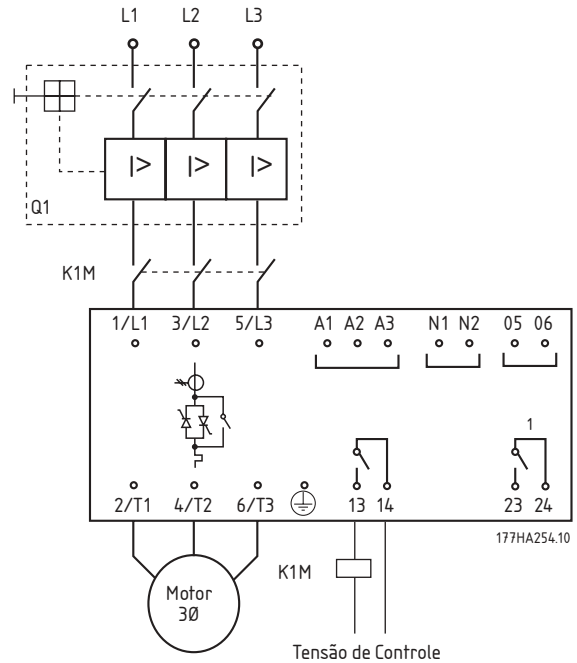 L1 L2 L3
I> I> I>
Q1
K1M
1/L1 3/L2 5/L3 A1 A2 A3 N1 N2 05 06
1
2/T1 4/T2 6/T3 13 14 23 24
177HA254.10
K1M
Motor
3Ø
Tensão de Controle